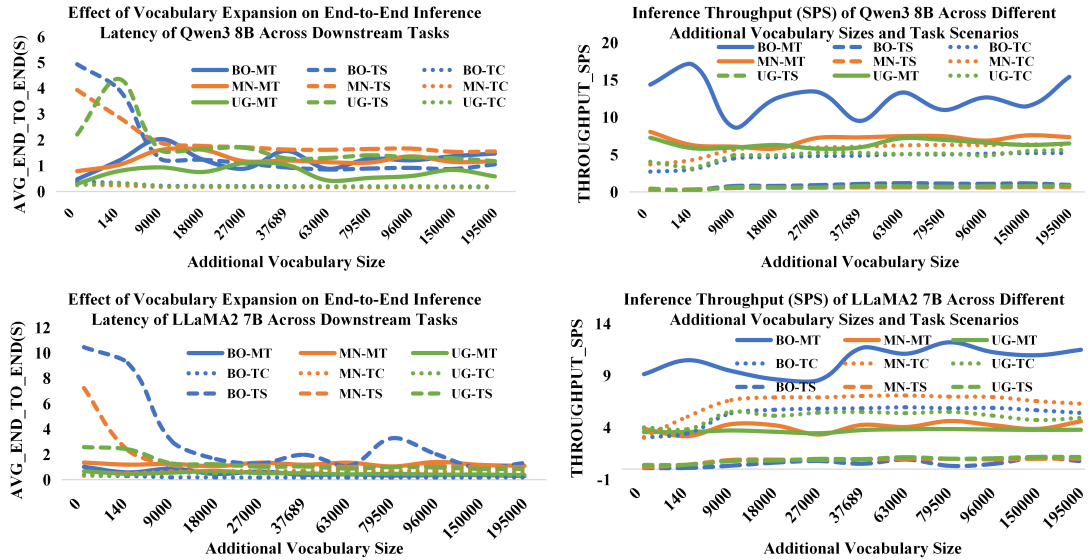 Effect of Vocabulary Expansion on End-to-End Inference
Latency of Qwen3 8B Across Downstream Tasks
AVG_END_TO_END(S)
6
5
4
3
2
1
0
BO-MT BO-TS BO-TC
MN-MT MN-TS MN-TC
UG-MT UG-TS UG-TC
0 140 9000 18000 27000 37689 63000 79500 96000 150000 195000
Additional Vocabulary Size
Inference Throughput (SPS) of Qwen3 8B Across Different
Additional Vocabulary Sizes and Task Scenarios
THROUGHPUT_SPS
20
15
10
5
0
BO-MT BO-TS BO-TC
MN-MT MN-TS MN-TC
UG-TS UG-MT UG-TC
0 140 9000 18000 27000 37689 63000 79500 96000 150000 195000
Additional Vocabulary Size
Effect of Vocabulary Expansion on End-to-End Inference
Latency of LLaMA2 7B Across Downstream Tasks
AVG_END_TO_END(S)
12
10
8
6
4
2
0
BO-MT MN-MT UG-MT
BO-TC MN-TC UG-TC
BO-TS MN-TS UG-TS
0 140 90000 18000 27000 37689 63000 79500 96000 150000 195000
Additional Vocabulary Size
Inference Throughput (SPS) of LLaMA2 7B Across Different
Additional Vocabulary Sizes and Task Scenarios
THROUGHPUT_SPS
14
9
4
-1
BO-MT MN-MT UG-MT
BO-TC MN-TC UG-TC
BO-TS MN-TS UG-TS
0 140 90000 18000 27000 37689 63000 79500 96000 150000 195000
Additional Vocabulary Size